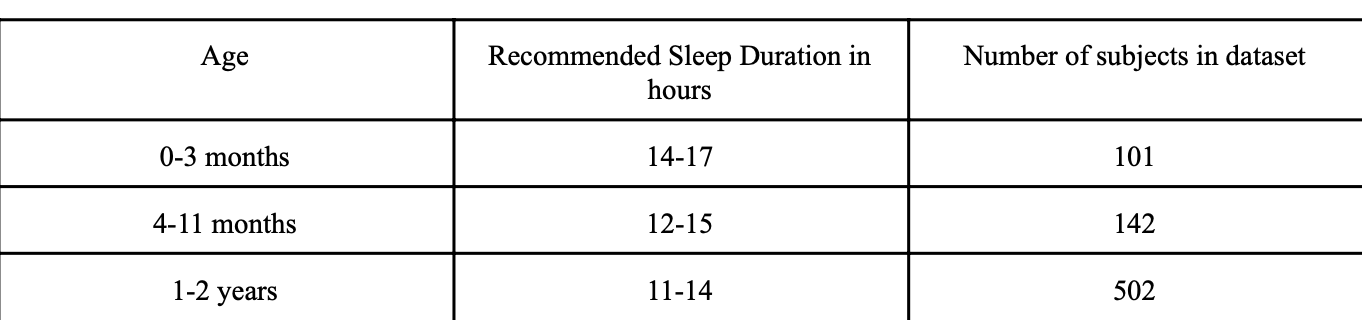 Age Recommended Sleep Duration in hours Number of subjects in dataset
0-3 months 14-17 101
4-11 months 12-15 142
1-2 years 11-14 502